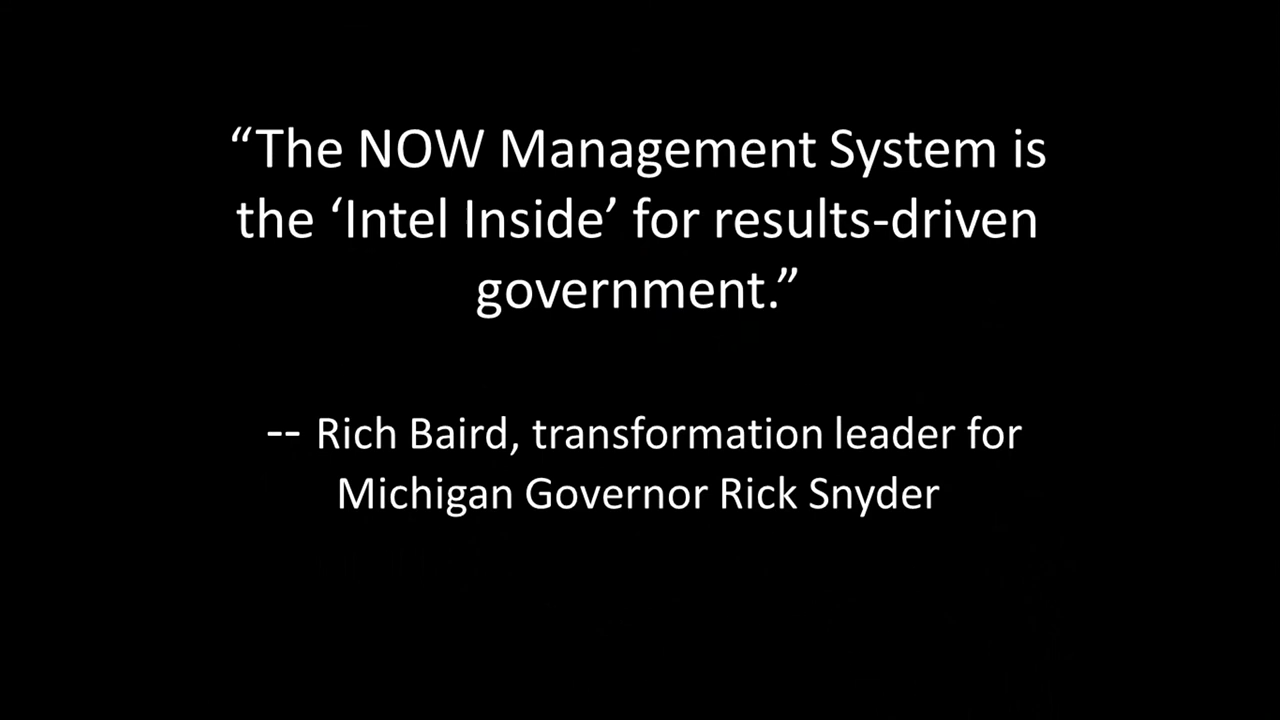 “The NOW Management System is
the ‘Intel Inside’ for results-driven
government.”
-- Rich Baird, transformation leader for
Michigan Governor Rick Snyder